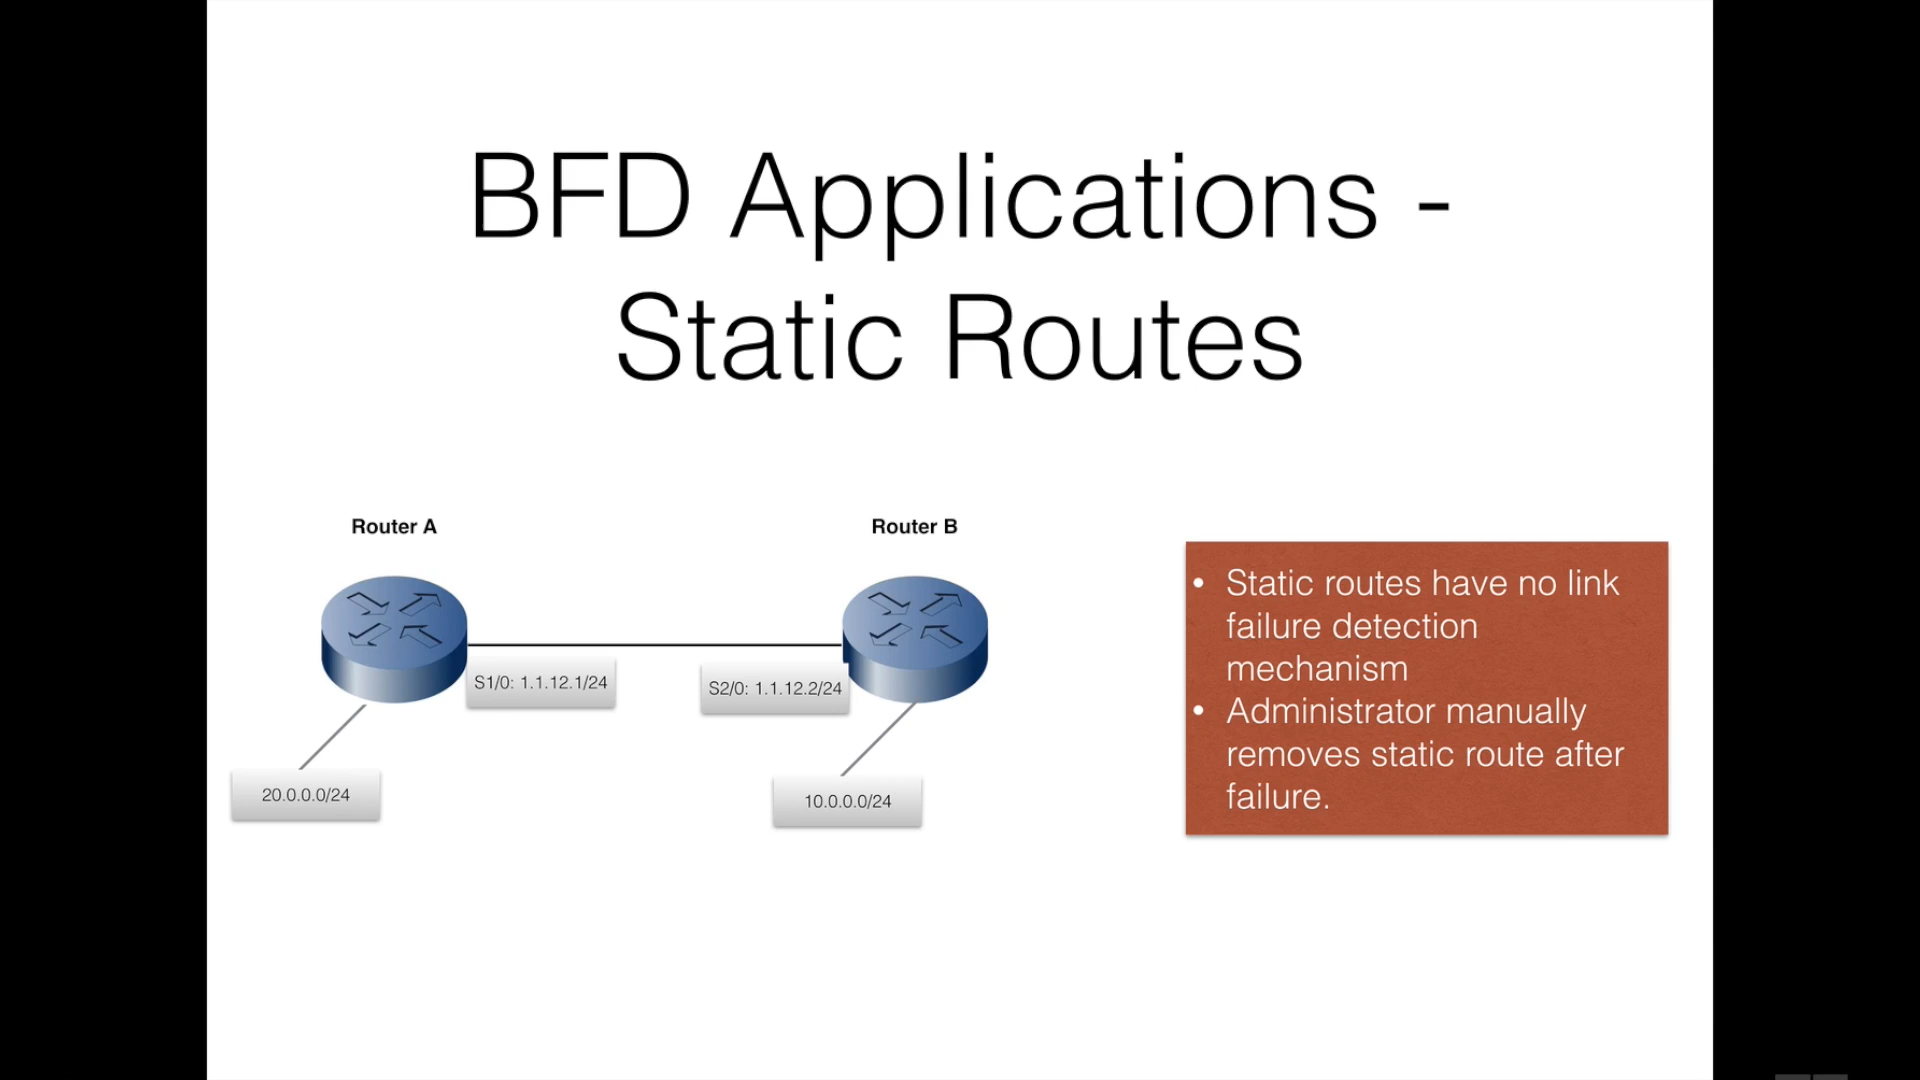 BFD Applications -
Static Routes
Router A
Router B
S1/0: 1.1.12.1/24
S2/0: 1.1.12.2/24
20.0.0.0/24
10.0.0.0/24
• Static routes have no link
failure detection
mechanism
• Administrator manually
removes static route after
failure.